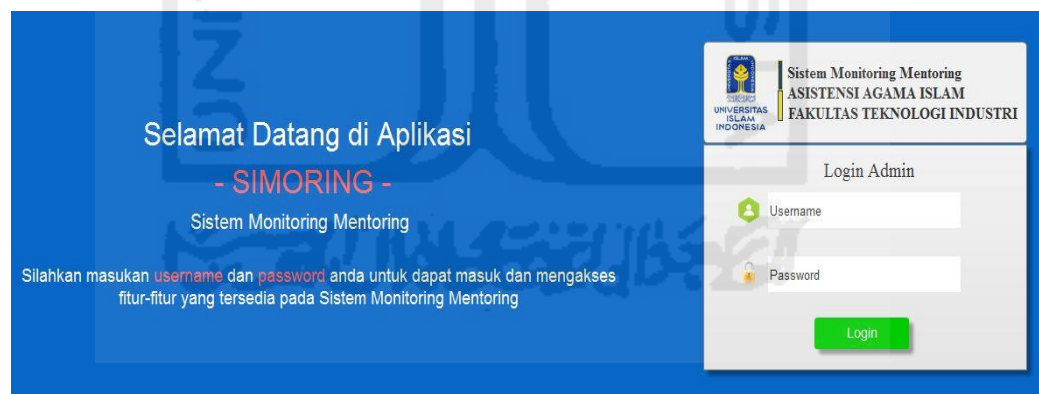 Selamat Datang di Aplikasi
- SIMORING -
Sistem Monitoring Mentoring
Silahkan masukan username dan password anda untuk dapat masuk dan mengakses
fitur-fitur yang tersedia pada Sistem Monitoring Mentoring
UNIVERSITAS
ISLAM
INDONESIA
Sistem Monitoring Mentoring
ASISTENSI AGAMA ISLAM
FAKULTAS TEKNOLOGI INDUSTRI
Login Admin
Username
Password
Login